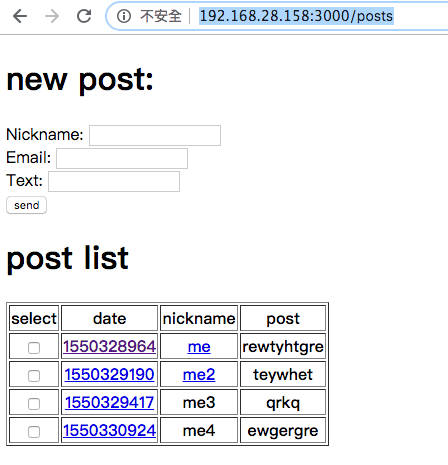 不安全 192.168.28.158:3000/posts
new post:
Nickname:
Email:
Text:
send
post list
select date nickname post
1550328964 me rewtyhtgre
1550329190 me2 teywhet
1550329417 me3 qrkq
1550330924 me4 ewgergre